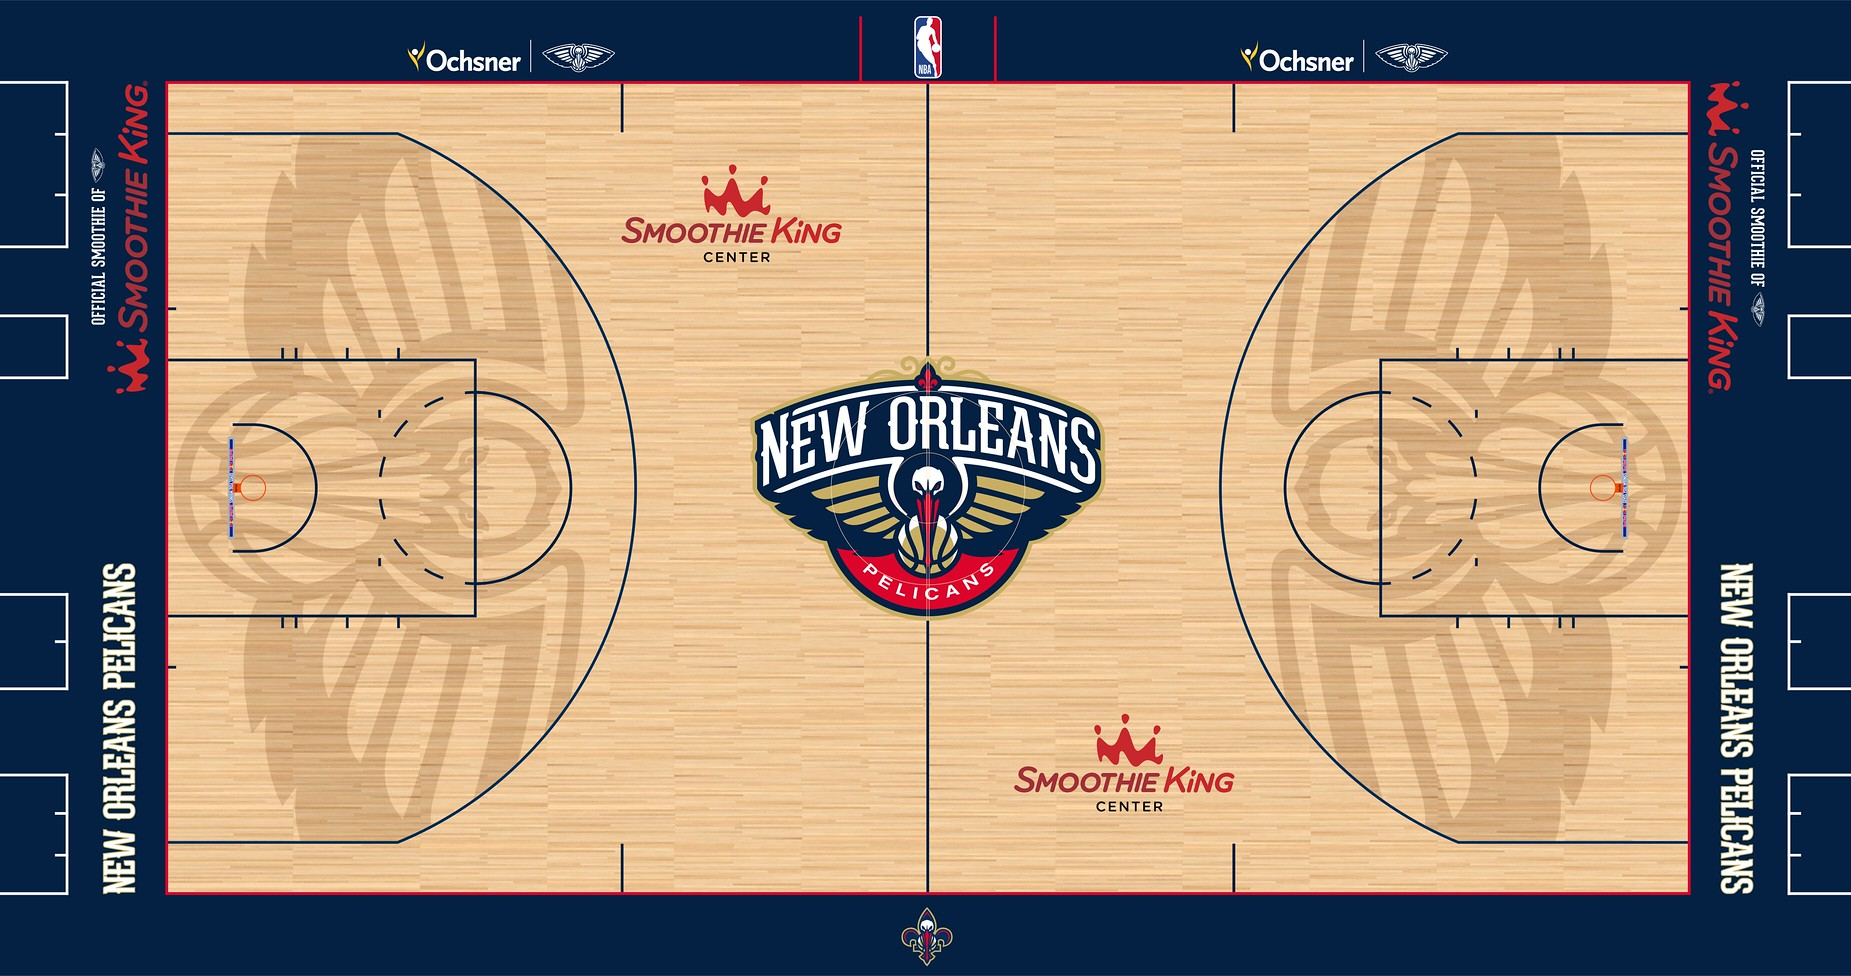 Ochsner
NBA
Ochsner
OFFICIAL SMOOTHIE OF
SMOOTHIE KING
SMOOTHIE KING
CENTER
NEW ORLEANS
PELICANS
SMOOTHIE KING
CENTER
NEW ORLEANS PELICANS
SMOOTHIE KING
OFFICIAL SMOOTHIE OF
NEW ORLEANS PELICANS